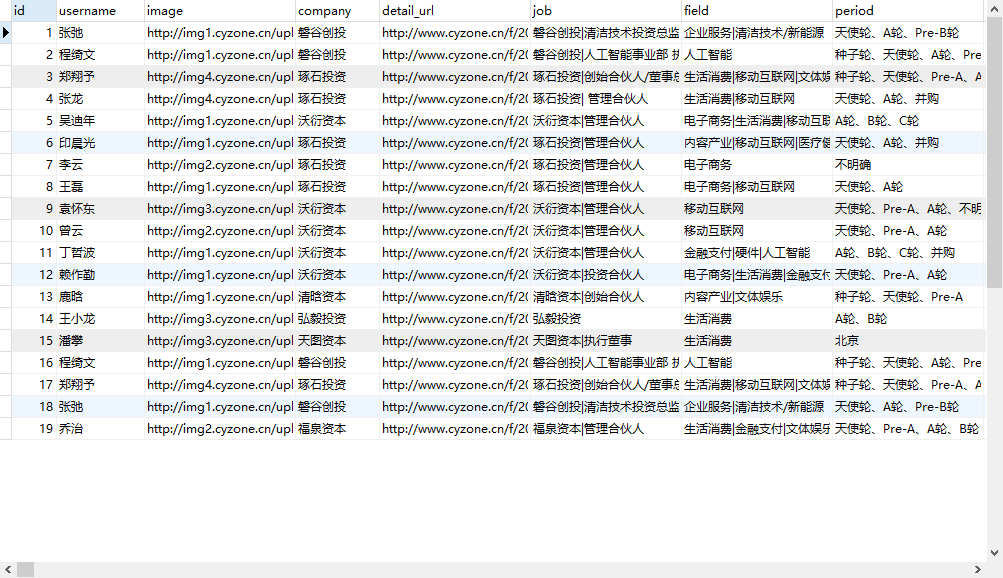 id username image company detail_url job field period
1 张弛 http://img1.cyzone.cn/upl 磐谷创投 http://www.cyzone.cn/f/20 磐谷创投|清洁技术投资总监 企业服务|清洁技术/新能源 天使轮、A轮、Pre-B轮
2 程绮文 http://img1.cyzone.cn/upl 磐谷创投 http://www.cyzone.cn/f/20 磐谷创投|人工智能事业部 执 人工智能 种子轮、天使轮、A轮、Pre
3 郑翔予 http://img4.cyzone.cn/upl 琢石投资 http://www.cyzone.cn/f/20 琢石投资|创始合伙人/董事总 生活消费|移动互联网|文体娱 种子轮、天使轮、Pre-A、A
4 张龙 http://img4.cyzone.cn/upl 琢石投资 http://www.cyzone.cn/f/20 琢石投资| 管理合伙人 生活消费|移动互联网 天使轮、A轮、并购
5 吴迪年 http://img1.cyzone.cn/upl 沃衍资本 http://www.cyzone.cn/f/20 沃衍资本|管理合伙人 电子商务|生活消费|移动互联 A轮、B轮、C轮
6 印晨光 http://img1.cyzone.cn/upl 琢石投资 http://www.cyzone.cn/f/20 琢石投资|管理合伙人 内容产业|移动互联网|医疗健 天使轮、A轮、并购
7 李云 http://img2.cyzone.cn/upl 琢石投资 http://www.cyzone.cn/f/20 琢石投资|管理合伙人 电子商务 不明确
8 王磊 http://img1.cyzone.cn/upl 琢石投资 http://www.cyzone.cn/f/20 琢石投资|管理合伙人 电子商务|移动互联网 天使轮、A轮
9 袁怀东 http://img3.cyzone.cn/upl 沃衍资本 http://www.cyzone.cn/f/20 沃衍资本|管理合伙人 移动互联网 天使轮、Pre-A、A轮、不明
10 曾云 http://img2.cyzone.cn/upl 沃衍资本 http://www.cyzone.cn/f/20 沃衍资本|管理合伙人 移动互联网 天使轮、Pre-A、A轮
11 丁哲波 http://img1.cyzone.cn/upl 沃衍资本 http://www.cyzone.cn/f/20 沃衍资本|管理合伙人 金融支付|硬件|人工智能 A轮、B轮、C轮、并购
12 赖作勤 http://img1.cyzone.cn/upl 沃衍资本 http://www.cyzone.cn/f/20 沃衍资本|投资合伙人 电子商务|生活消费|金融支付 天使轮、Pre-A、A轮
13 鹿晗 http://img1.cyzone.cn/upl 清晗资本 http://www.cyzone.cn/f/20 清晗资本|创始合伙人 内容产业|文体娱乐 种子轮、天使轮、Pre-A
14 王小龙 http://img3.cyzone.cn/upl 弘毅投资 http://www.cyzone.cn/f/20 弘毅投资 生活消费 A轮、B轮
15 潘攀 http://img3.cyzone.cn/upl 天图资本 http://www.cyzone.cn/f/20 天图资本|执行董事 生活消费 北京
16 程绮文 http://img1.cyzone.cn/upl 磐谷创投 http://www.cyzone.cn/f/20 磐谷创投|人工智能事业部 执 人工智能 种子轮、天使轮、A轮、Pre
17 郑翔予 http://img4.cyzone.cn/upl 琢石投资 http://www.cyzone.cn/f/20 琢石投资|创始合伙人/董事总 生活消费|移动互联网|文体娱 种子轮、天使轮、Pre-A、A
18 张弛 http://img1.cyzone.cn/upl 磐谷创投 http://www.cyzone.cn/f/20 磐谷创投|清洁技术投资总监 企业服务|清洁技术/新能源 天使轮、A轮、Pre-B轮
19 乔治 http://img2.cyzone.cn/upl 福泉资本 http://www.cyzone.cn/f/20 福泉资本|管理合伙人 生活消费|金融支付|文体娱乐 天使轮、Pre-A、A轮、B轮